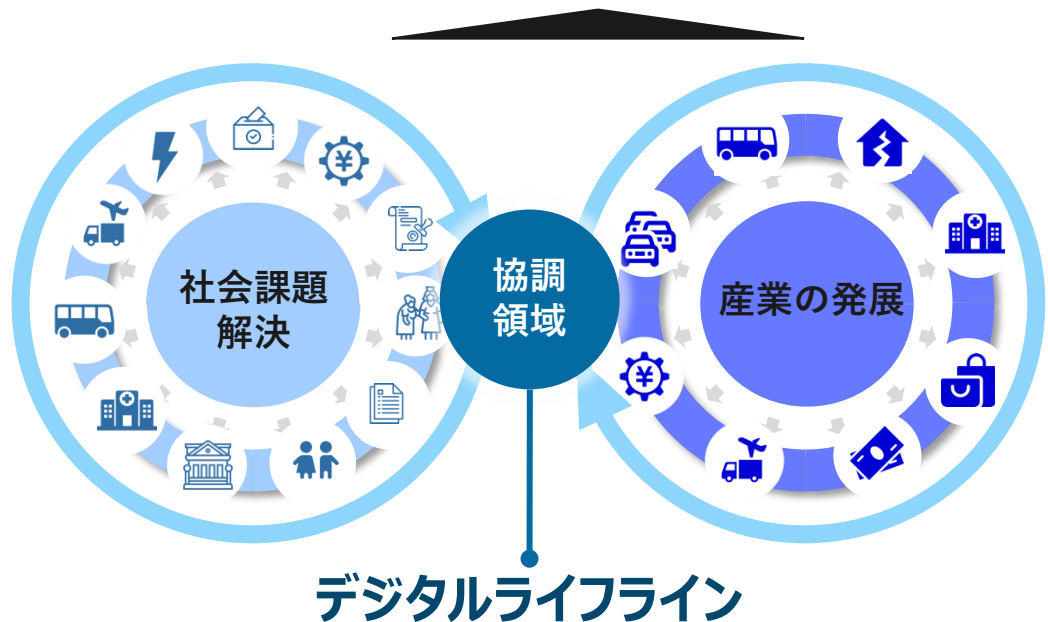 社会課題
解決
協調
領域
産業の発展
¥
¥
デジタルライフライン